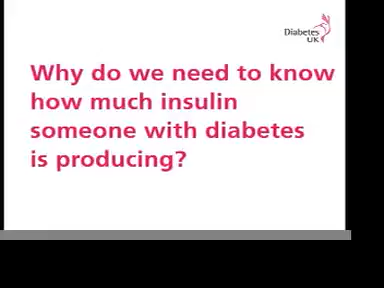 Diabetes
UK
Why do we need to know
how much insulin
someone with diabetes
is producing?